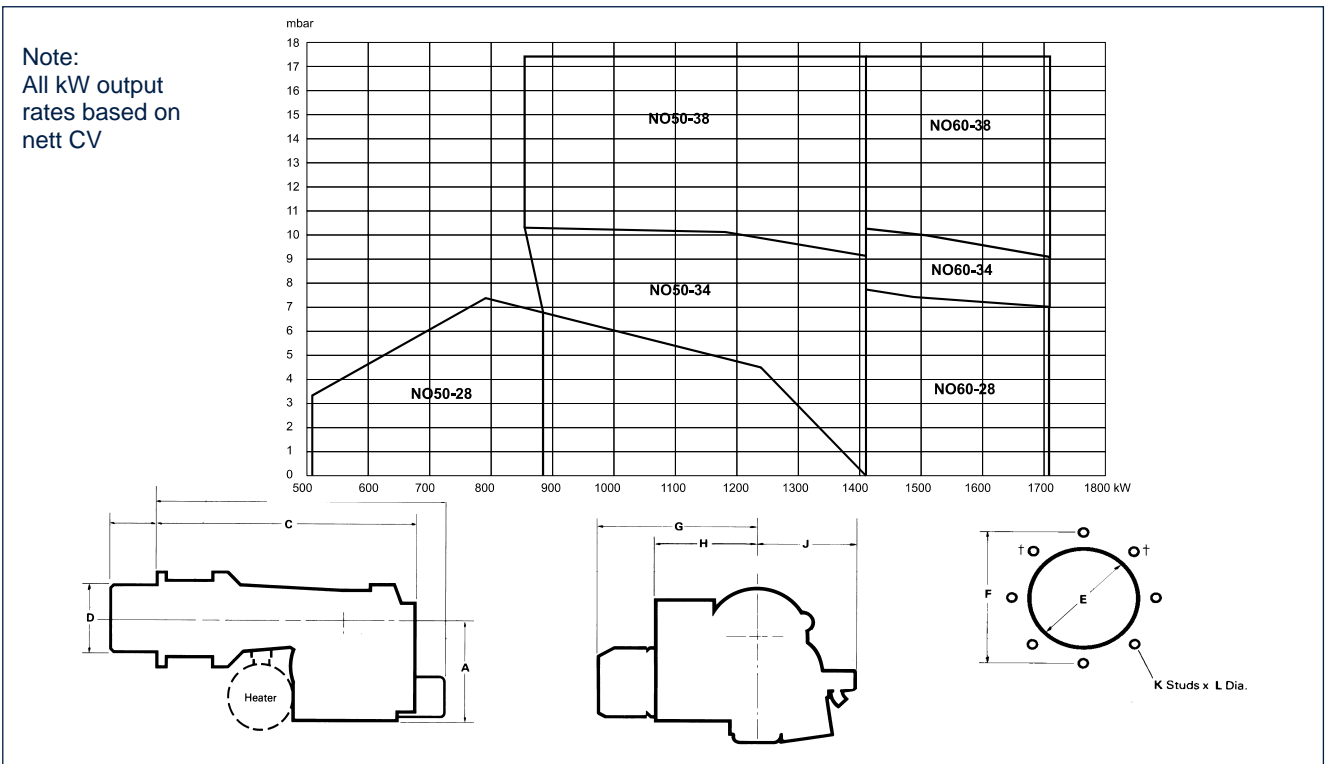 Note:
All kW output
rates based on
nett CV
mbar
18
17
16
15
14
13
12
11
10
9
8
7
6
5
4
3
2
1
0
NO50-38
NO60-38
NO50-34
NO60-34
NO50-28
NO60-28
500 600 700 800 900 1000 1100 1200 1300 1400 1500 1600 1700 1800 kW
C
D
A
Heater
G
H
J
† †
F
E
K Studs x L Dia.